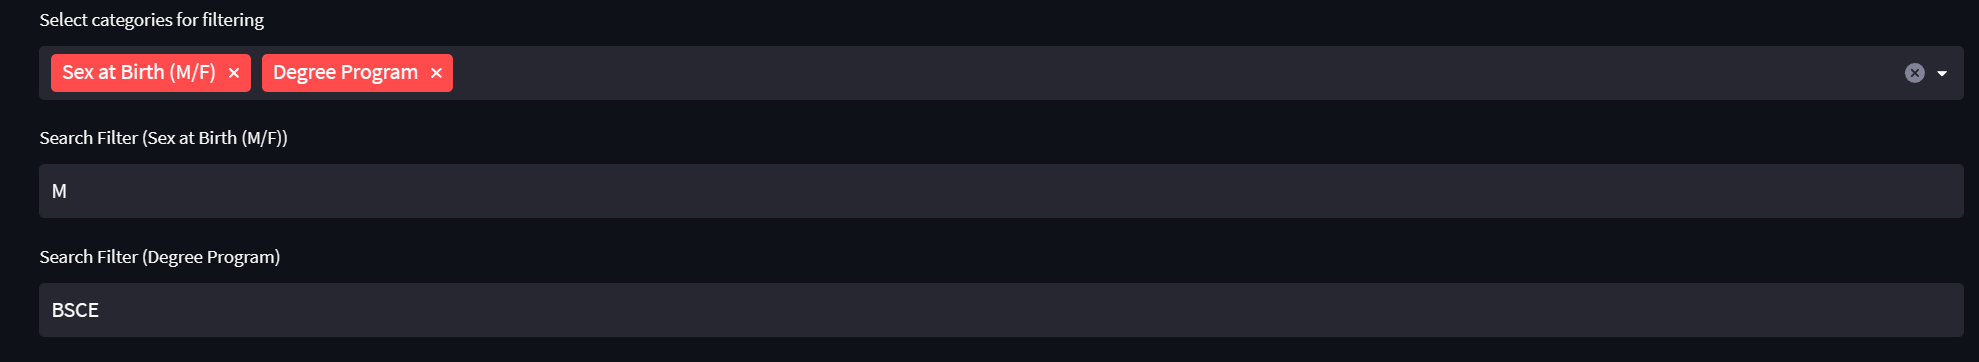 Select categories for filtering
Sex at Birth (M/F) × Degree Program ×
Search Filter (Sex at Birth (M/F))
M
Search Filter (Degree Program)
BSCE